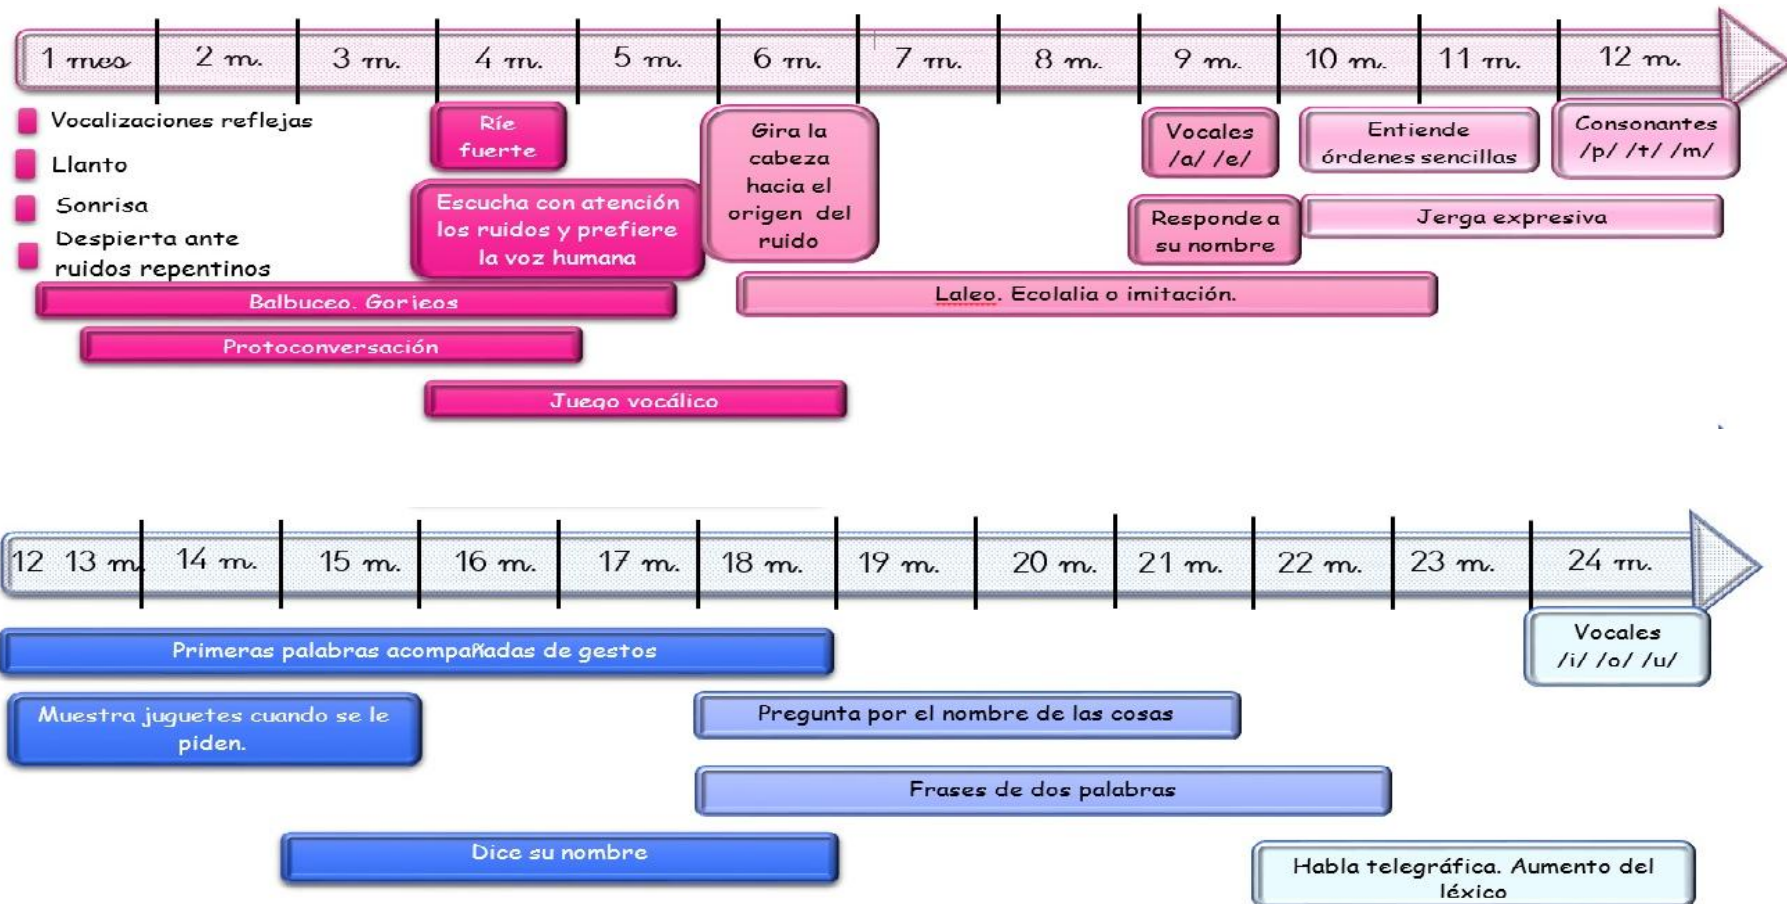 1 mes 2 m. 3 m. 4 m. 5 m. 6 m. 7 m. 8 m. 9 m. 10 m. 11 m. 12 m.
Vocalizaciones reflejas
Llanto
Sonrisa
Despierta ante
ruidos repentinos
Ríe
fuerte
Escucha con atención
los ruidos y prefiere
la voz humana
Gira la
cabeza
hacia el
origen del
ruido
Vocales
/a/ /e/
Responde a
su nombre
Entiende
órdenes sencillas
Consonantes
/p/ /t/ /m/
Jerga expresiva
Balbuceo. Gorjeos
Laleo. Ecolalia o imitación.
Protoconversación
Juego vocálico
12 13 m. 14 m. 15 m. 16 m. 17 m. 18 m. 19 m. 20 m. 21 m. 22 m. 23 m. 24 m.
Primeras palabras acompañadas de gestos
Vocales
/i/ /o/ /u/
Muestra juguetes cuando se le
piden.
Pregunta por el nombre de las cosas
Frases de dos palabras
Dice su nombre
Habla telegráfica. Aumento del
léxico